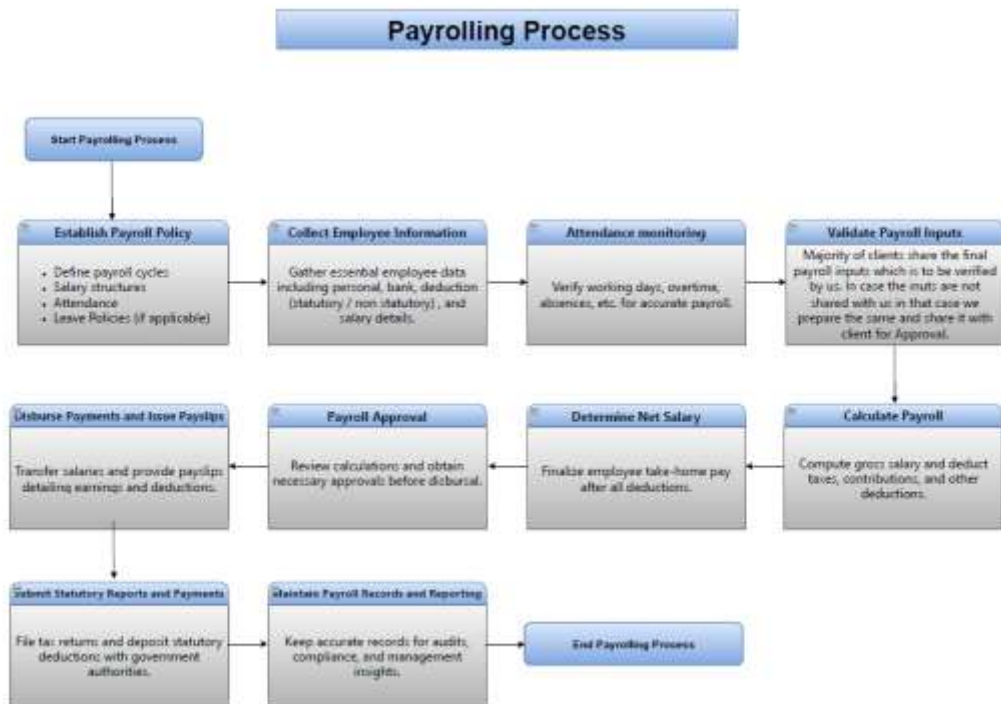 Payrolling Process
Start Payrolling Process
Establish Payroll Policy
• Define payroll cycles
• Salary structures
• Attendance
• Leave Policies (if applicable)
Collect Employee Information
Gather essential employee data
including personal, bank, deduction
(statutory / non statutory) , and
salary details.
Attendance monitoring
Verify working days, overtime,
absences, etc. for accurate payroll.
Validate Payroll Inputs
Majority of clients share the final
payroll inputs which is to be verified
by us. In case the inuts are not
shared with us in that case we
prepare the same and share it with
client for Approval.
Disburse Payments and Issue Payslips
Transfer salaries and provide payslips
detailing earnings and deductions.
Payroll Approval
Review calculations and obtain
necessary approvals before disbursal.
Determine Net Salary
Finalize employee take-home pay
after all deductions.
Calculate Payroll
Compute gross salary and deduct
taxes, contributions, and other
deductions.
Submit Statutory Reports and Payments
File tax returns and deposit statutory
deductions with government
authorities.
Maintain Payroll Records and Reporting
Keep accurate records for audits,
compliance, and management
insights.
End Payrolling Process